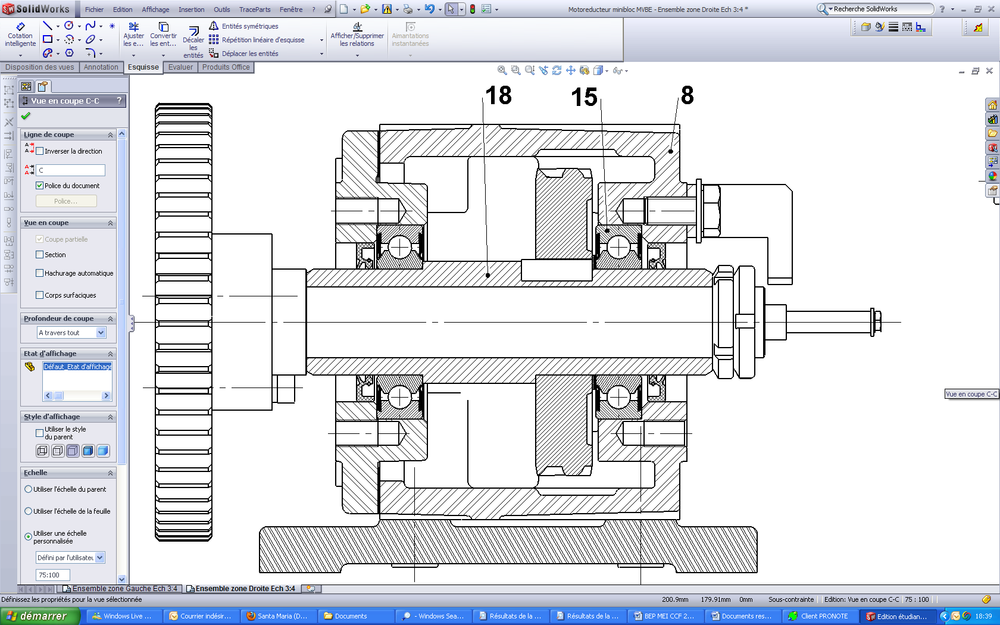 SolidWorks
Fichier Edition Affichage Insertion Outils TraceParts Fenêtre ?
Motoreducteur minibloc MVBE - Ensemble zone Droite Ech 3:4 *
Recherche SolidWorks
?
Cotation intelligente
Ajuster les e...
Convertir les ent...
Décaler les entités
Entités symétriques
Répétition linéaire d'esquisse
Déplacer les entités
Afficher/Supprimer les relations
Aimantations instantanées
Disposition des vues Annotation Esquisse Evaluer Produits Office
Vue en coupe C-C ?
Ligne de coupe
Inverser la direction
C
Police du document
Police...
Vue en coupe
Coupe partielle
Section
Hachurage automatique
Corps surfaciques
Profondeur de coupe
A travers tout
Etat d'affichage
Défaut_Etat d'affichage
Style d'affichage
Utiliser le style
du parent
Echelle
Utiliser l'échelle du parent
Utiliser l'échelle de la feuille
Utiliser une échelle
personnalisée
Défini par l'utilisateu
75:100
18
15
8
Vue en coupe C-C
Ensemble zone Gauche Ech 3:4 Ensemble zone Droite Ech 3:4
Définissez les propriétés pour la vue sélectionnée
200.9mm 179.91mm 0mm Sous-contrainte Edition: Vue en coupe C-C 75 : 100
démarrer Windows Live ... Courrier indésir... Santa Maria (D... Documents - Windows Sea... Résultats de la ... Résultats de la ... BEP MEI CCF 2... Documents res... Client PRONOTE Edition étudian... 18:39